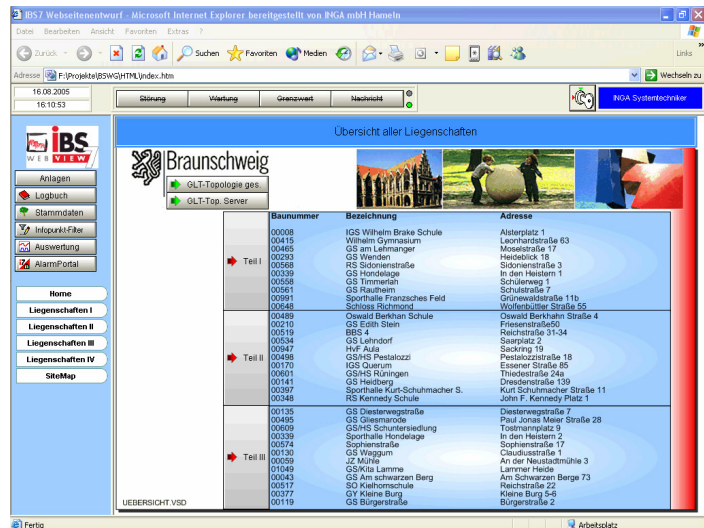 IBS7 Webseitenentwurf - Microsoft Internet Explorer bereitgestellt von INGA mbH Hameln
Datei Bearbeiten Ansicht Favoriten Extras ?
Zurück Suchen Favoriten Medien Links »
Adresse F:\Projekte\BSWG\HTML\index.htm Wechseln zu
16.08.2005
16:10:53
Störung Wartung Grenzwert Nachricht
INGA Systemtechniker
IBS 7
WEB VIEW
Anlagen
Logbuch
Stammdaten
Infopunkt-Filter
Auswertung
AlarmPortal
Home
Liegenschaften I
Liegenschaften II
Liegenschaften III
Liegenschaften IV
SiteMap
Übersicht aller Liegenschaften
Braunschweig
GLT-Topologie ges.
GLT-Top. Server
Baunummer Bezeichnung Adresse
Teil I
00008 IGS Wilhelm Brake Schule Alsterplatz 1
00415 Wilhelm Gymnasium Leonhardstraße 63
00465 GS am Lehmanger Moselstraße 17
00293 GS Wenden Heideblick 18
00568 RS Sidonienstraße Sidonienstraße 3
00339 GS Hondelage In den Heistern 1
00558 GS Timmerlah Schülerweg 1
00561 GS Rautheim Schulstraße 7
00991 Sporthalle Franzsches Feld Grünewaldstraße 11b
00648 Schloss Richmond Wolfenbüttler Straße 55
Teil II
00489 Oswald Berkhan Schule Oswald Berkhahn Straße 4
00210 GS Edith Stein Friesenstraße50
00519 BBS 4 Reichstraße 31-34
00534 GS Lehndorf Saarplatz 2
00947 HvF Aula Sackring 19
00498 GS/HS Pestalozzi Pestalozzistraße 18
00170 IGS Querum Essener Straße 85
00601 GS/HS Rüningen Thiedestraße 24a
00141 GS Heidberg Dresdenstraße 139
00397 Sporthalle Kurt-Schuhmacher S. Kurt Schuhmacher Straße 11
00348 RS Kennedy Schule John F. Kennedy Platz 1
Teil III
00135 GS Diesterwegstraße Diesterwegstraße 7
00495 GS Gliesmarode Paul Jonas Meier Straße 28
00609 GS/HS Schuntersiedlung Tostmannplatz 9
00339 Sporthalle Hondelage In den Heistern 2
00574 Sophienstraße Sophienstraße 17
00130 GS Waggum Claudiusstraße 1
00059 JZ Mühle An der Neustadtmühle 3
01049 GS/Kita Lamme Lammer Heide
00043 GS Am schwarzen Berg Am Schwarzen Berge 73
00517 SO Kielhornschule Reichstraße 22
00377 GY Kleine Burg Kleine Burg 5-6
00119 GS Bürgerstraße Bürgerstraße 2
UEBERSICHT.VSD
Fertig Arbeitsplatz